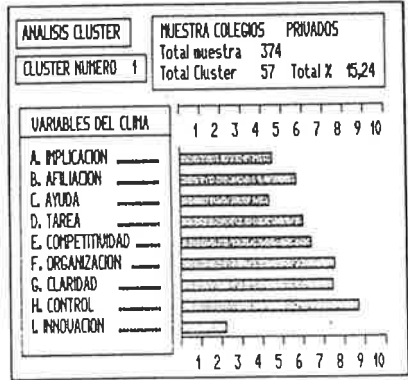 ANALISIS CLUSTER
CLUSTER NUMERO 1
MUESTRA COLEGIOS PRIVADOS
Total muestra 374
Total Cluster 57 Total % 15,24
VARIABLES DEL CLIMA
1 2 3 4 5 6 7 8 9 10
A. IMPLICACION
B. AFILIACION
C. AYUDA
D. TAREA
E. COMPETITIVIDAD
F. ORGANIZACION
G. CLARIDAD
H. CONTROL
I. INNOVACION
1 2 3 4 5 6 7 8 9 10